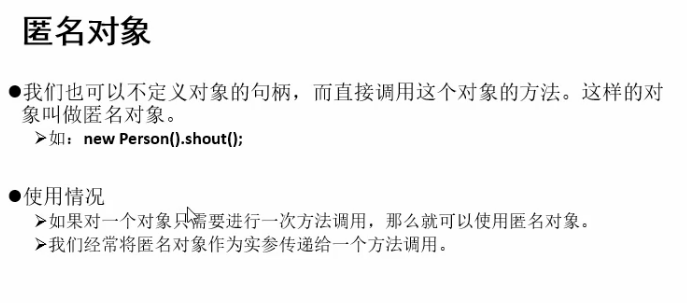 匿名对象
●我们也可以不定义对象的句柄，而直接调用这个对象的方法。这样的对
象叫做匿名对象。
➢如：new Person().shout();
●使用情况
➢如果对一个对象只需要进行一次方法调用，那么就可以使用匿名对象。
➢我们经常将匿名对象作为实参传递给一个方法调用。